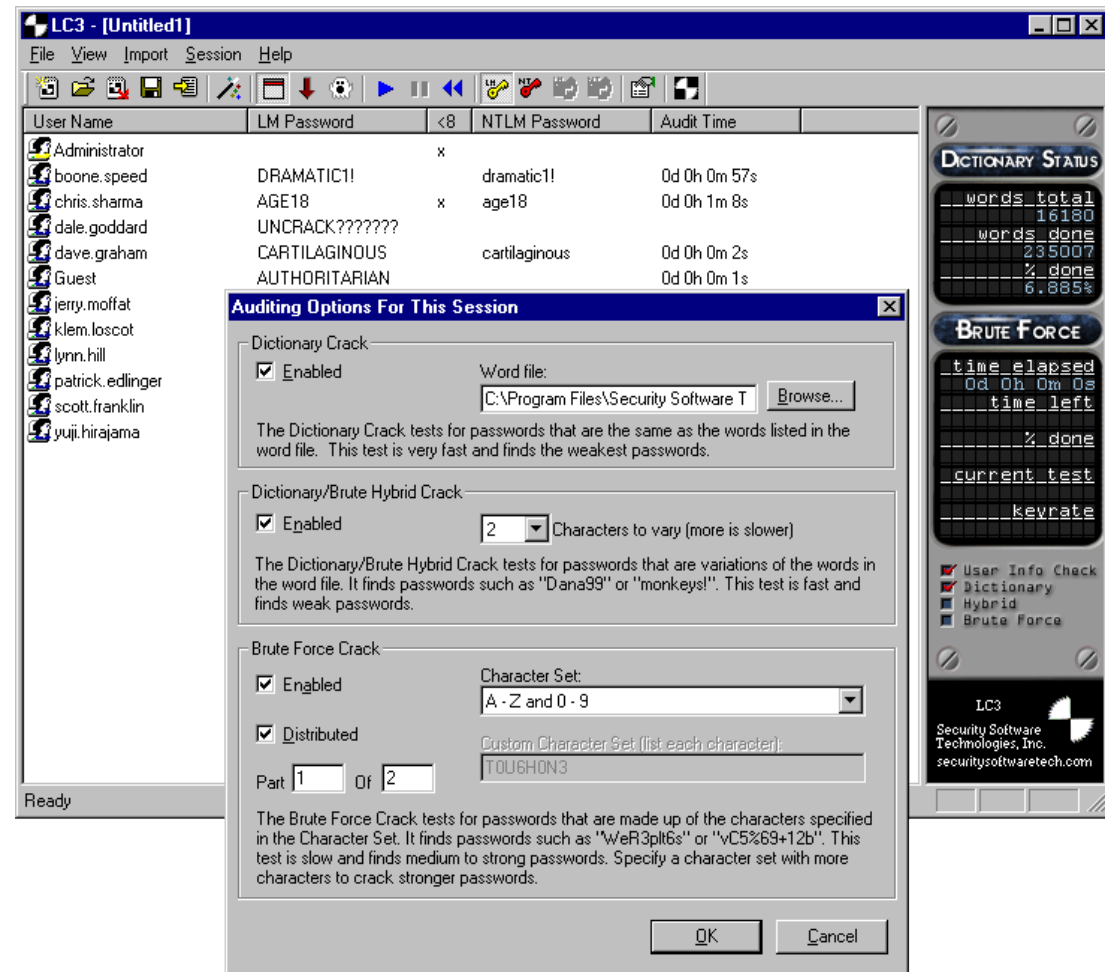 LC3 - [Untitled1]
File View Import Session Help
User Name LM Password <8 NTLM Password Audit Time
Administrator x
boone.speed DRAMATIC1! dramatic1! 0d 0h 0m 57s
chris.sharma AGE18 x age18 0d 0h 1m 8s
dale.goddard UNCRACK???????
dave.graham CARTILAGINOUS cartilaginous 0d 0h 0m 2s
Guest AUTHORITARIAN 0d 0h 0m 1s
jerry.moffat
klem.loscot
lynn.hill
patrick.edlinger
scott.franklin
yuji.hirajama
Ready
Auditing Options For This Session
Dictionary Crack
Enabled
Word file:
C:\Program Files\Security Software T
Browse...
The Dictionary Crack tests for passwords that are the same as the words listed in the
word file. This test is very fast and finds the weakest passwords.
Dictionary/Brute Hybrid Crack
Enabled
2 Characters to vary (more is slower)
The Dictionary/Brute Hybrid Crack tests for passwords that are variations of the words in
the word file. It finds passwords such as "Dana99" or "monkeys!". This test is fast and
finds weak passwords.
Brute Force Crack
Enabled
Character Set:
A - Z and 0 - 9
Distributed
Custom Character Set (list each character):
T0U6H0N3
Part 1 Of 2
The Brute Force Crack tests for passwords that are made up of the characters specified
in the Character Set. It finds passwords such as "WeR3plt6s" or "vC5%69+12b". This
test is slow and finds medium to strong passwords. Specify a character set with more
characters to crack stronger passwords.
OK Cancel
DICTIONARY STATUS
words total
16180
words done
235007
% done
6.885%
BRUTE FORCE
time elapsed
0d 0h 0m 0s
time left
% done
current test
keyrate
User Info Check
Dictionary
Hybrid
Brute Force
LC3
Security Software
Technologies, Inc.
securitysoftwaretech.com